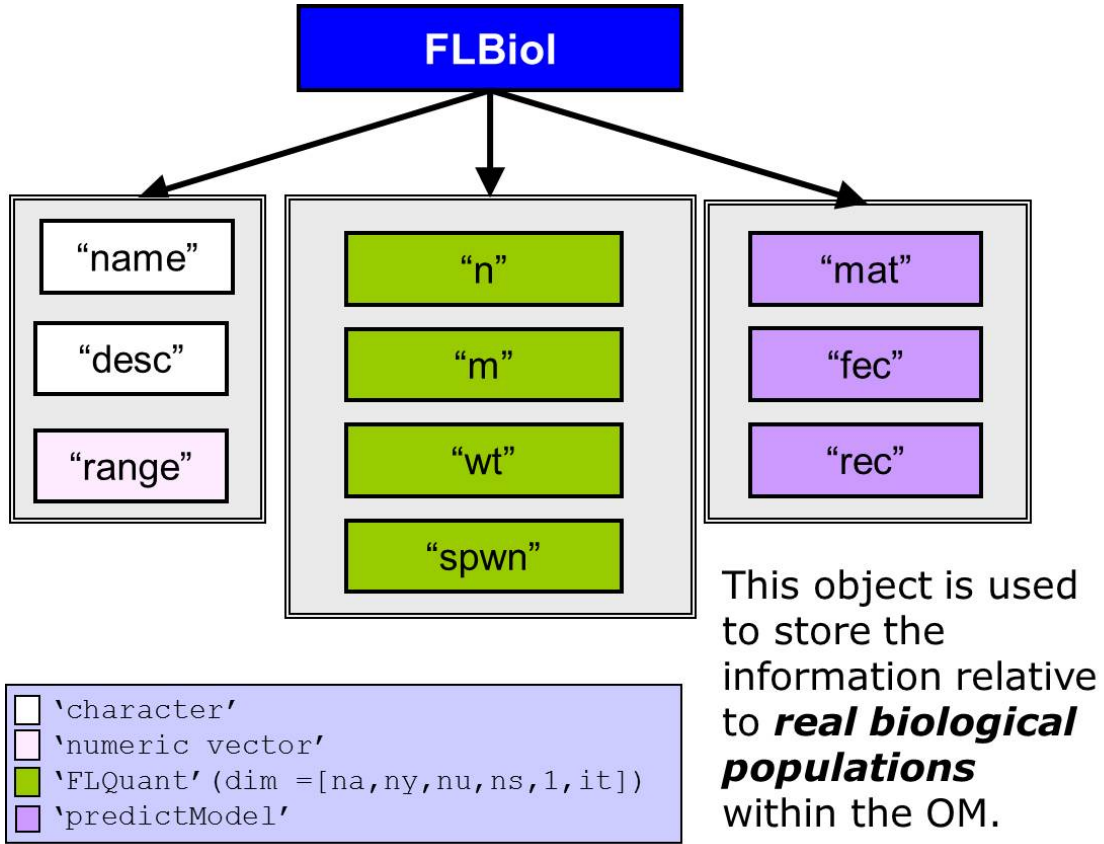 FLBiol
“name”
“desc”
“range”
“n”
“m”
“wt”
“spwn”
“mat”
“fec”
“rec”
This object is used
to store the
information relative
to real biological
populations
within the OM.
‘character’
‘numeric vector’
‘FLQuant’(dim =[na,ny,nu,ns,1,it])
‘predictModel’